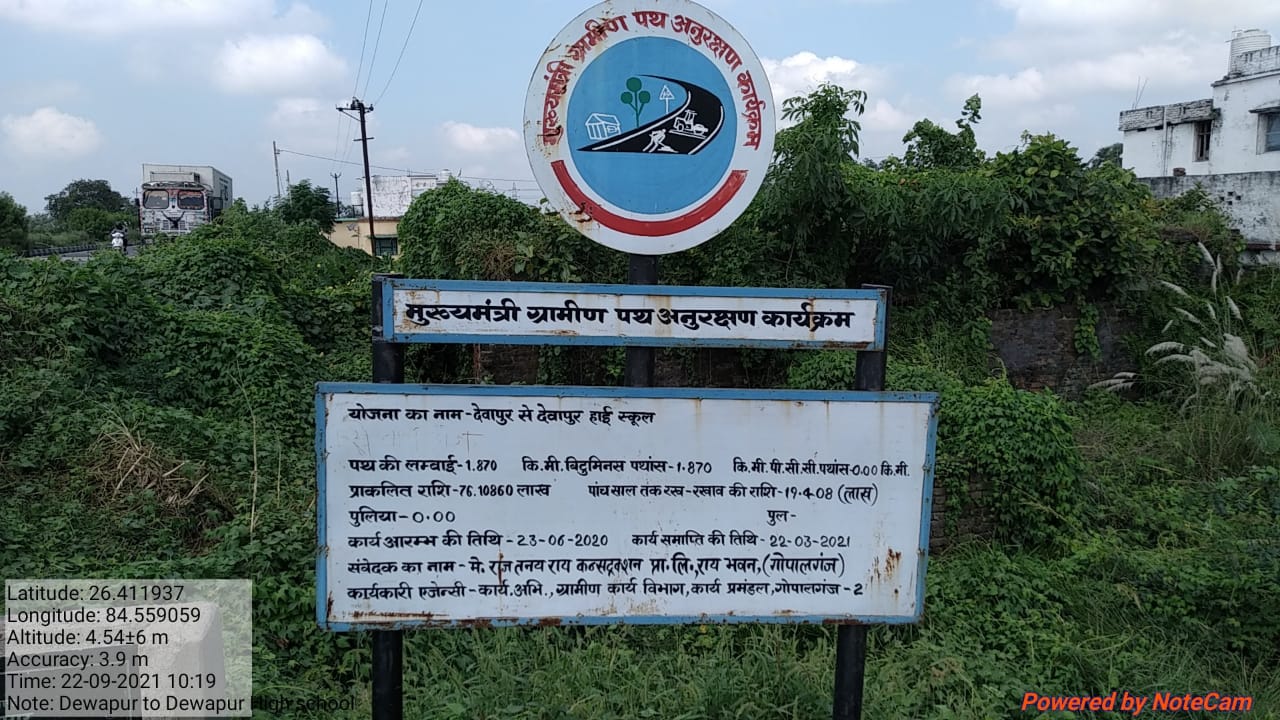 मुख्यमंत्री ग्रामीण पथ अनुरक्षण कार्यक्रम
मुख्यमंत्री ग्रामीण पथ अनुरक्षण कार्यक्रम
योजना का नाम-देवापुर से देवापुर हाई स्कूल
पथ की लम्बाई-1.870 कि.मी.बिटुमिनस पथांस-1.870 कि.मी.पी.सी.सी.पथांस-0.00 कि.मी.
प्राकलित राशि-76.10860 लाख पांच साल तक रख-रखाव की राशि-19.4.08 (लास)
पुलिया-0.00 पुल-
कार्य आरम्भ की तिथि-23-06-2020 कार्य समाप्ति की तिथि-22-03-2021
संवेदक का नाम-मे. राज तनय राय कन्सट्रक्शन प्रा.लि.,राय भवन,(गोपालगंज)
कार्यकारी एजेन्सी-कार्य.अभि.,ग्रामीण कार्य विभाग,कार्य प्रमंडल,गोपालगंज-2
Latitude: 26.411937
Longitude: 84.559059
Altitude: 4.54±6 m
Accuracy: 3.9 m
Time: 22-09-2021 10:19
Note: Dewapur to Dewapur High school
Powered by NoteCam